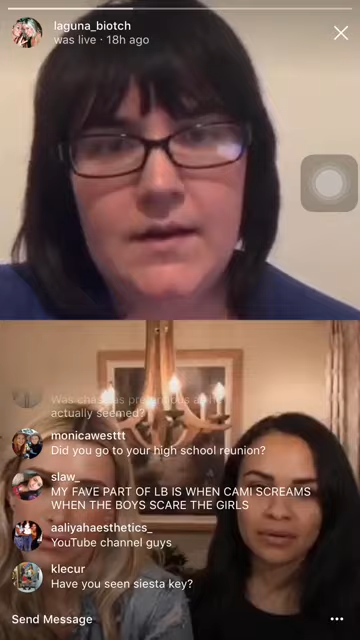 laguna_biotch
was live · 18h ago
actually seemed?
monicawesttt
Did you go to your high school reunion?
slaw_
MY FAVE PART OF LB IS WHEN CAMI SCREAMS
WHEN THE BOYS SCARE THE GIRLS
aaliyahaesthetics_
YouTube channel guys
klecur
Have you seen siesta key?
Send Message